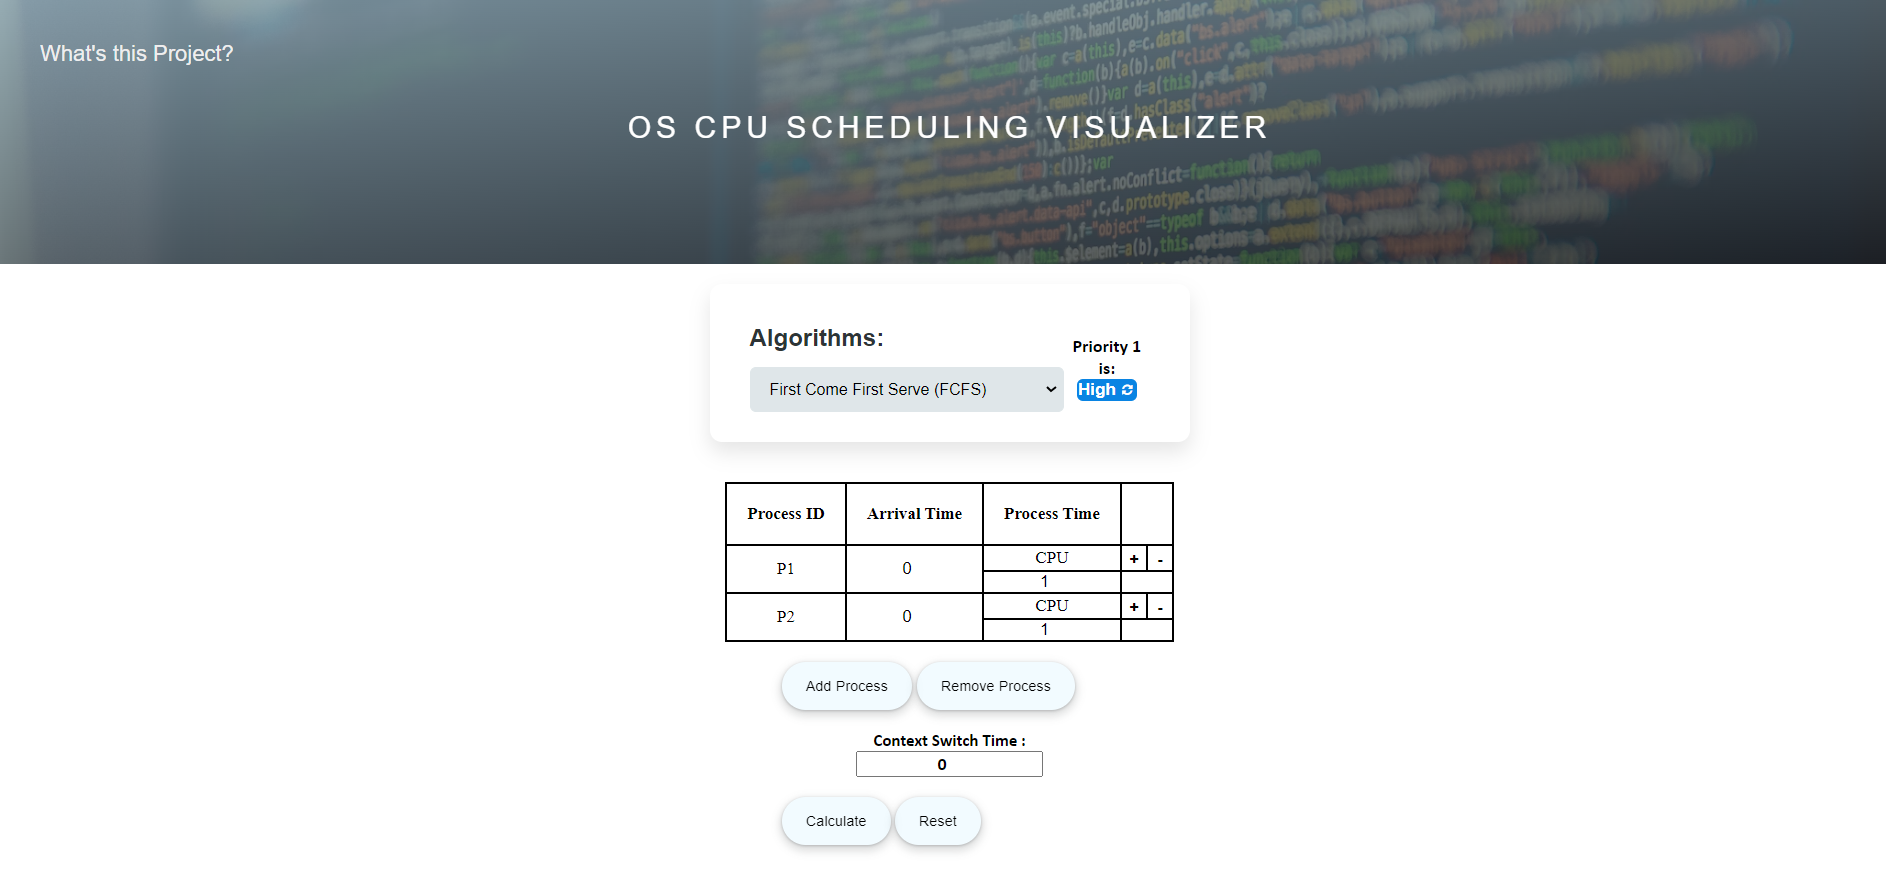 What's this Project?
OS CPU SCHEDULING VISUALIZER
Algorithms:
First Come First Serve (FCFS)
Priority 1
is:
High
Process ID Arrival Time Process Time
P1 0 CPU + -
1
P2 0 CPU + -
1
Add Process Remove Process
Context Switch Time :
0
Calculate Reset